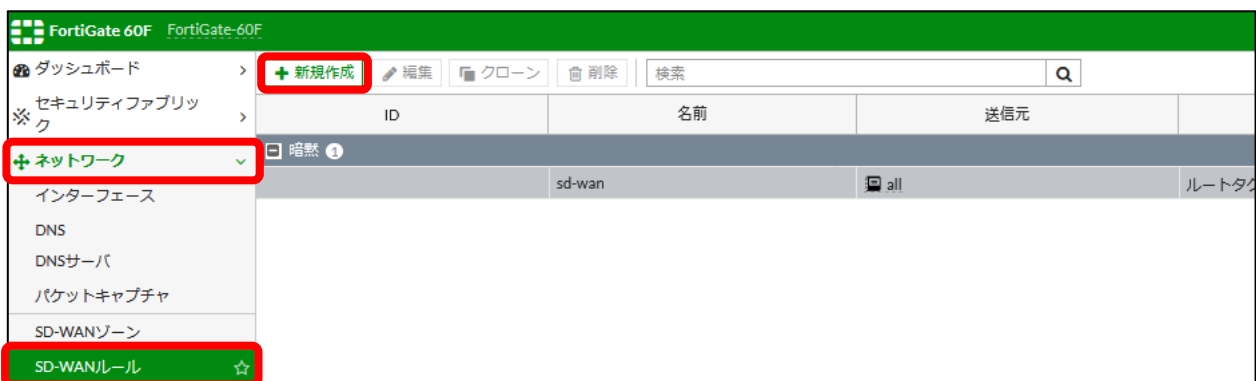 FortiGate 60F FortiGate-60F
ダッシュボード
セキュリティファブリッ
ク
ネットワーク
インターフェース
DNS
DNSサーバ
パケットキャプチャ
SD-WANゾーン
SD-WANルール
新規作成 編集 クローン 削除 検索
ID 名前 送信元
暗黙 1
sd-wan all ルートタグ